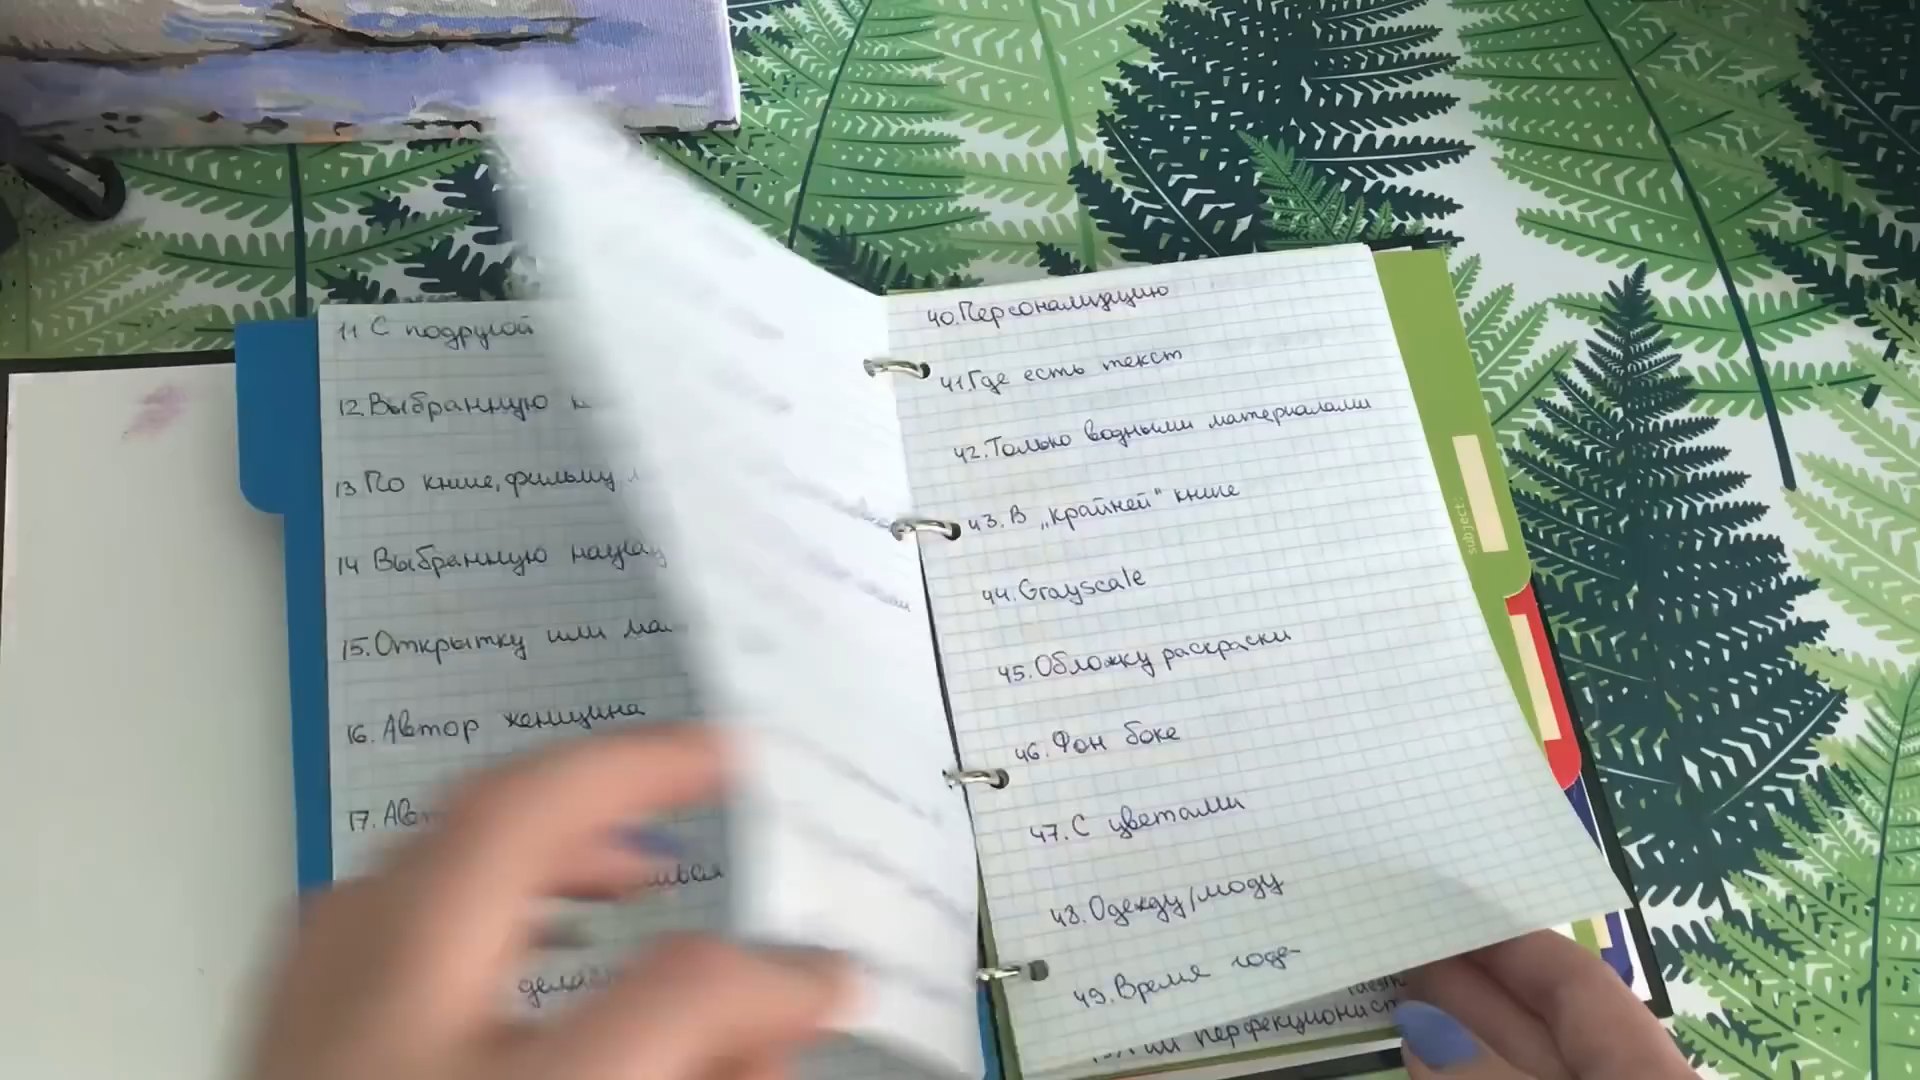 11 С подругой
12 Выбранную
13 По книге, фильму
14 Выбранную
15. Открытку или
16. Автор женщина
17.
40. Персонализацию
41. Где есть текст
42. Только водными материалами
43. В „крайней“ книге
44. Grayscale
45. Обложку раскраски
46. Фон боке
47. С цветами
48. Одежду/моду
49. Время года
перфекционист
subject: